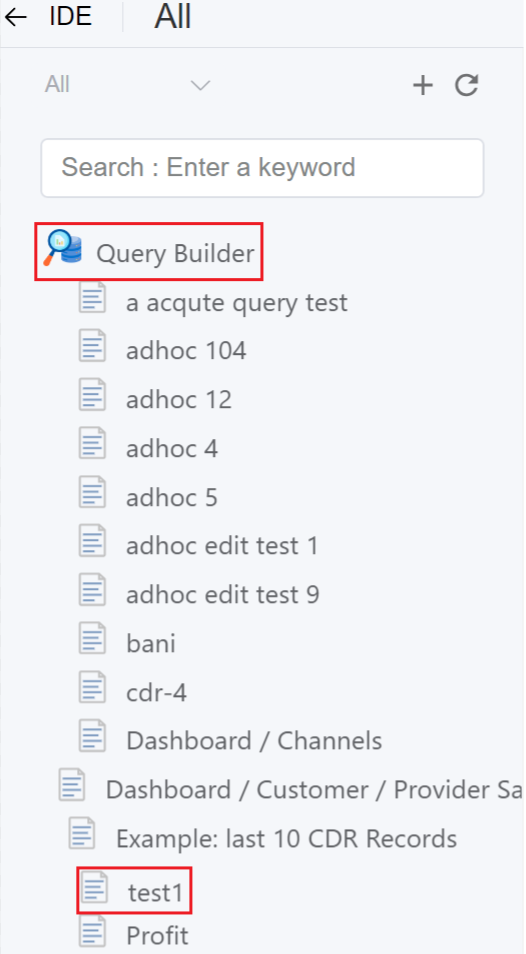 IDE All
All
Search : Enter a keyword
Query Builder
a acqute query test
adhoc 104
adhoc 12
adhoc 4
adhoc 5
adhoc edit test 1
adhoc edit test 9
bani
cdr-4
Dashboard / Channels
Dashboard / Customer / Provider Sa
Example: last 10 CDR Records
test1
Profit